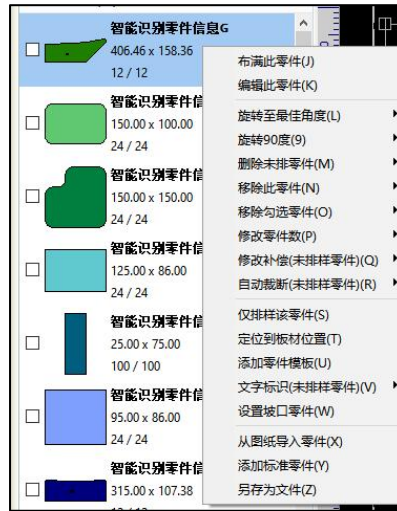 智能识别零件信息G
406.46 x 158.36
12 / 12
智能识别零件信
150.00 x 100.00
24 / 24
智能识别零件信
150.00 x 150.00
24 / 24
智能识别零件信
125.00 x 86.00
24 / 24
智能识别零件信
25.00 x 75.00
100 / 100
智能识别零件信
95.00 x 86.00
24 / 24
智能识别零件信
315.00 x 107.38
布满此零件(J)
编辑此零件(K)
旋转至最佳角度(L)
旋转90度(9)
删除未排零件(M)
移除此零件(N)
移除勾选零件(O)
修改零件数(P)
修改补偿(未排样零件)(Q)
自动裁断(未排样零件)(R)
仅排样该零件(S)
定位到板材位置(T)
添加零件模板(U)
文字标识(未排样零件)(V)
设置坡口零件(W)
从图纸导入零件(X)
添加标准零件(Y)
另存为文件(Z)